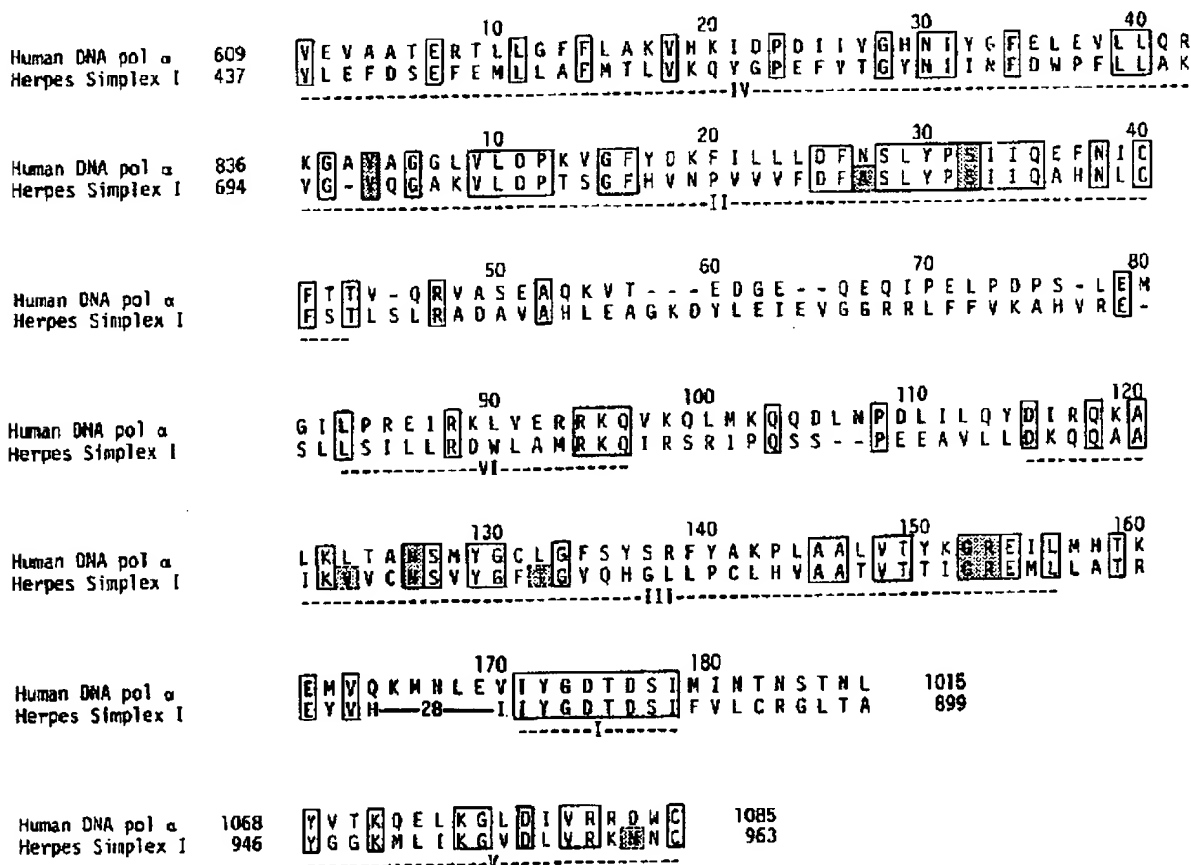 10 20 30 40
Human DNA pol α 609 V E V A A T E R T L L G F F L A K V H K I D P D I I V G H N I Y G F E L E V L L Q R
Herpes Simplex I 437 Y L E F D S E F E M L L A F M T L V K Q Y G P E F V T G Y N I I N F D W P F L L A K
IV
10 20 30 40
Human DNA pol α 836 K G A Y A G G L V L D P K V G F Y D K F I L L L D F N S L Y P S I I Q E F N I C
Herpes Simplex I 694 V G - V Q G A K V L D P T S G F H V N P V V V F D F A S L Y P S I I Q A H N L C
II
50 60 70 80
Human DNA pol α F T T V - Q R V A S E A Q K V T - - - E D G E - - Q E Q I P E L P D P S - L E M
Herpes Simplex I F S T L S L R A D A V A H L E A G K D Y L E I E V G G R R L F F V K A H V R E -
90 100 110 120
Human DNA pol α G I L P R E I R K L V E R R K Q V K Q L M K Q Q D L N P D L I L Q Y D I R Q K A
Herpes Simplex I S L L S I L L R D W L A M R K Q I R S R I P Q S S - - P E E A V L L D K Q Q A A
VI
130 140 150 160
Human DNA pol α L K L T A N S M Y G C L G F S Y S R F Y A K P L A A L V T Y K G R E I L M H T K
Herpes Simplex I I K V V C N S V Y G F G Y Q H G L L P C L H V A A T V T T I G R E M L L A T R
III
170 180
Human DNA pol α E M V Q K M N L E V I Y G D T D S I M I N T N S T N L 1015
Herpes Simplex I E Y V H 28 I I Y G D T D S I F V L C R G L T A 899
I
Human DNA pol α 1068 Y V T K Q E L K G L D I V R R D W C 1085
Herpes Simplex I 946 Y G G K M L I K G V D L V R K N N C 963
V